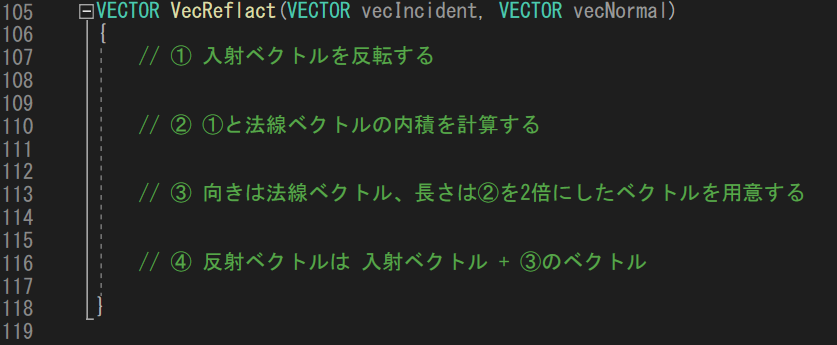 105 VECTOR VecReflact(VECTOR vecIncident, VECTOR vecNormal)
106 {
107 // ① 入射ベクトルを反転する
108
109
110 // ② ①と法線ベクトルの内積を計算する
111
112
113 // ③ 向きは法線ベクトル、長さは②を2倍にしたベクトルを用意する
114
115
116 // ④ 反射ベクトルは 入射ベクトル + ③のベクトル
117
118 }
119